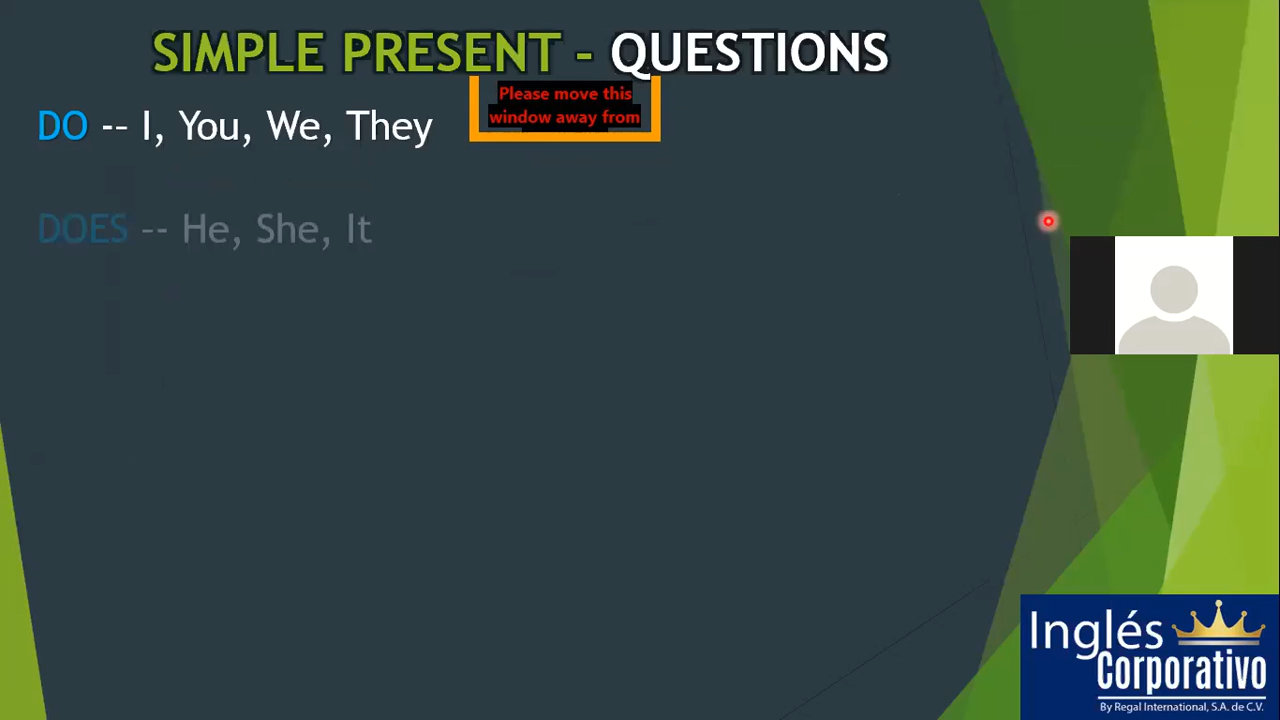 SIMPLE PRESENT - QUESTIONS
Please move this
window away from
DO -- I, You, We, They
DOES -- He, She, It
Inglés
Corporativo
By Regal International, S.A. de C.V.